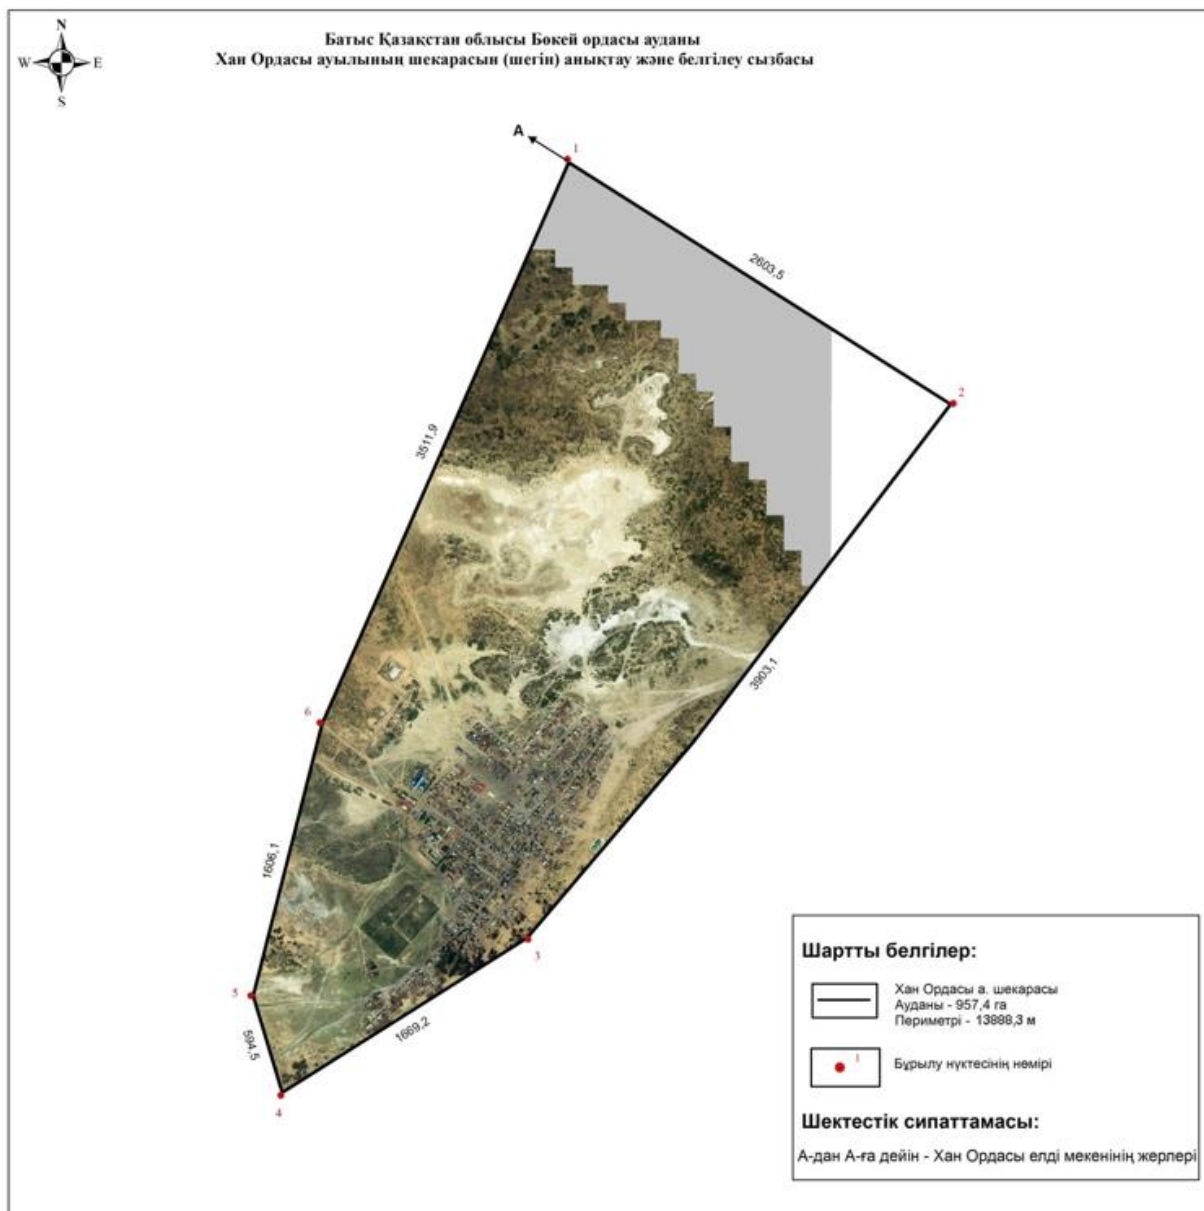 N
W E
S
Батыс Қазақстан облысы Бөкей ордасы ауданы
Хан Ордасы ауылының шекарасын (шегін) анықтау және белгілеу сызбасы
A
1
2603,5
2
3511,9
3903,1
6
1606,1
3
5
594,5
1669,2
4
Шартты белгілер:
Хан Ордасы а. шекарасы
Ауданы - 957,4 га
Периметрі - 13888,3 м
1
Бұрылу нүктесінің нөмірі
Шектестік сипаттамасы:
А-дан А-ға дейін - Хан Ордасы елді мекенінің жерлері